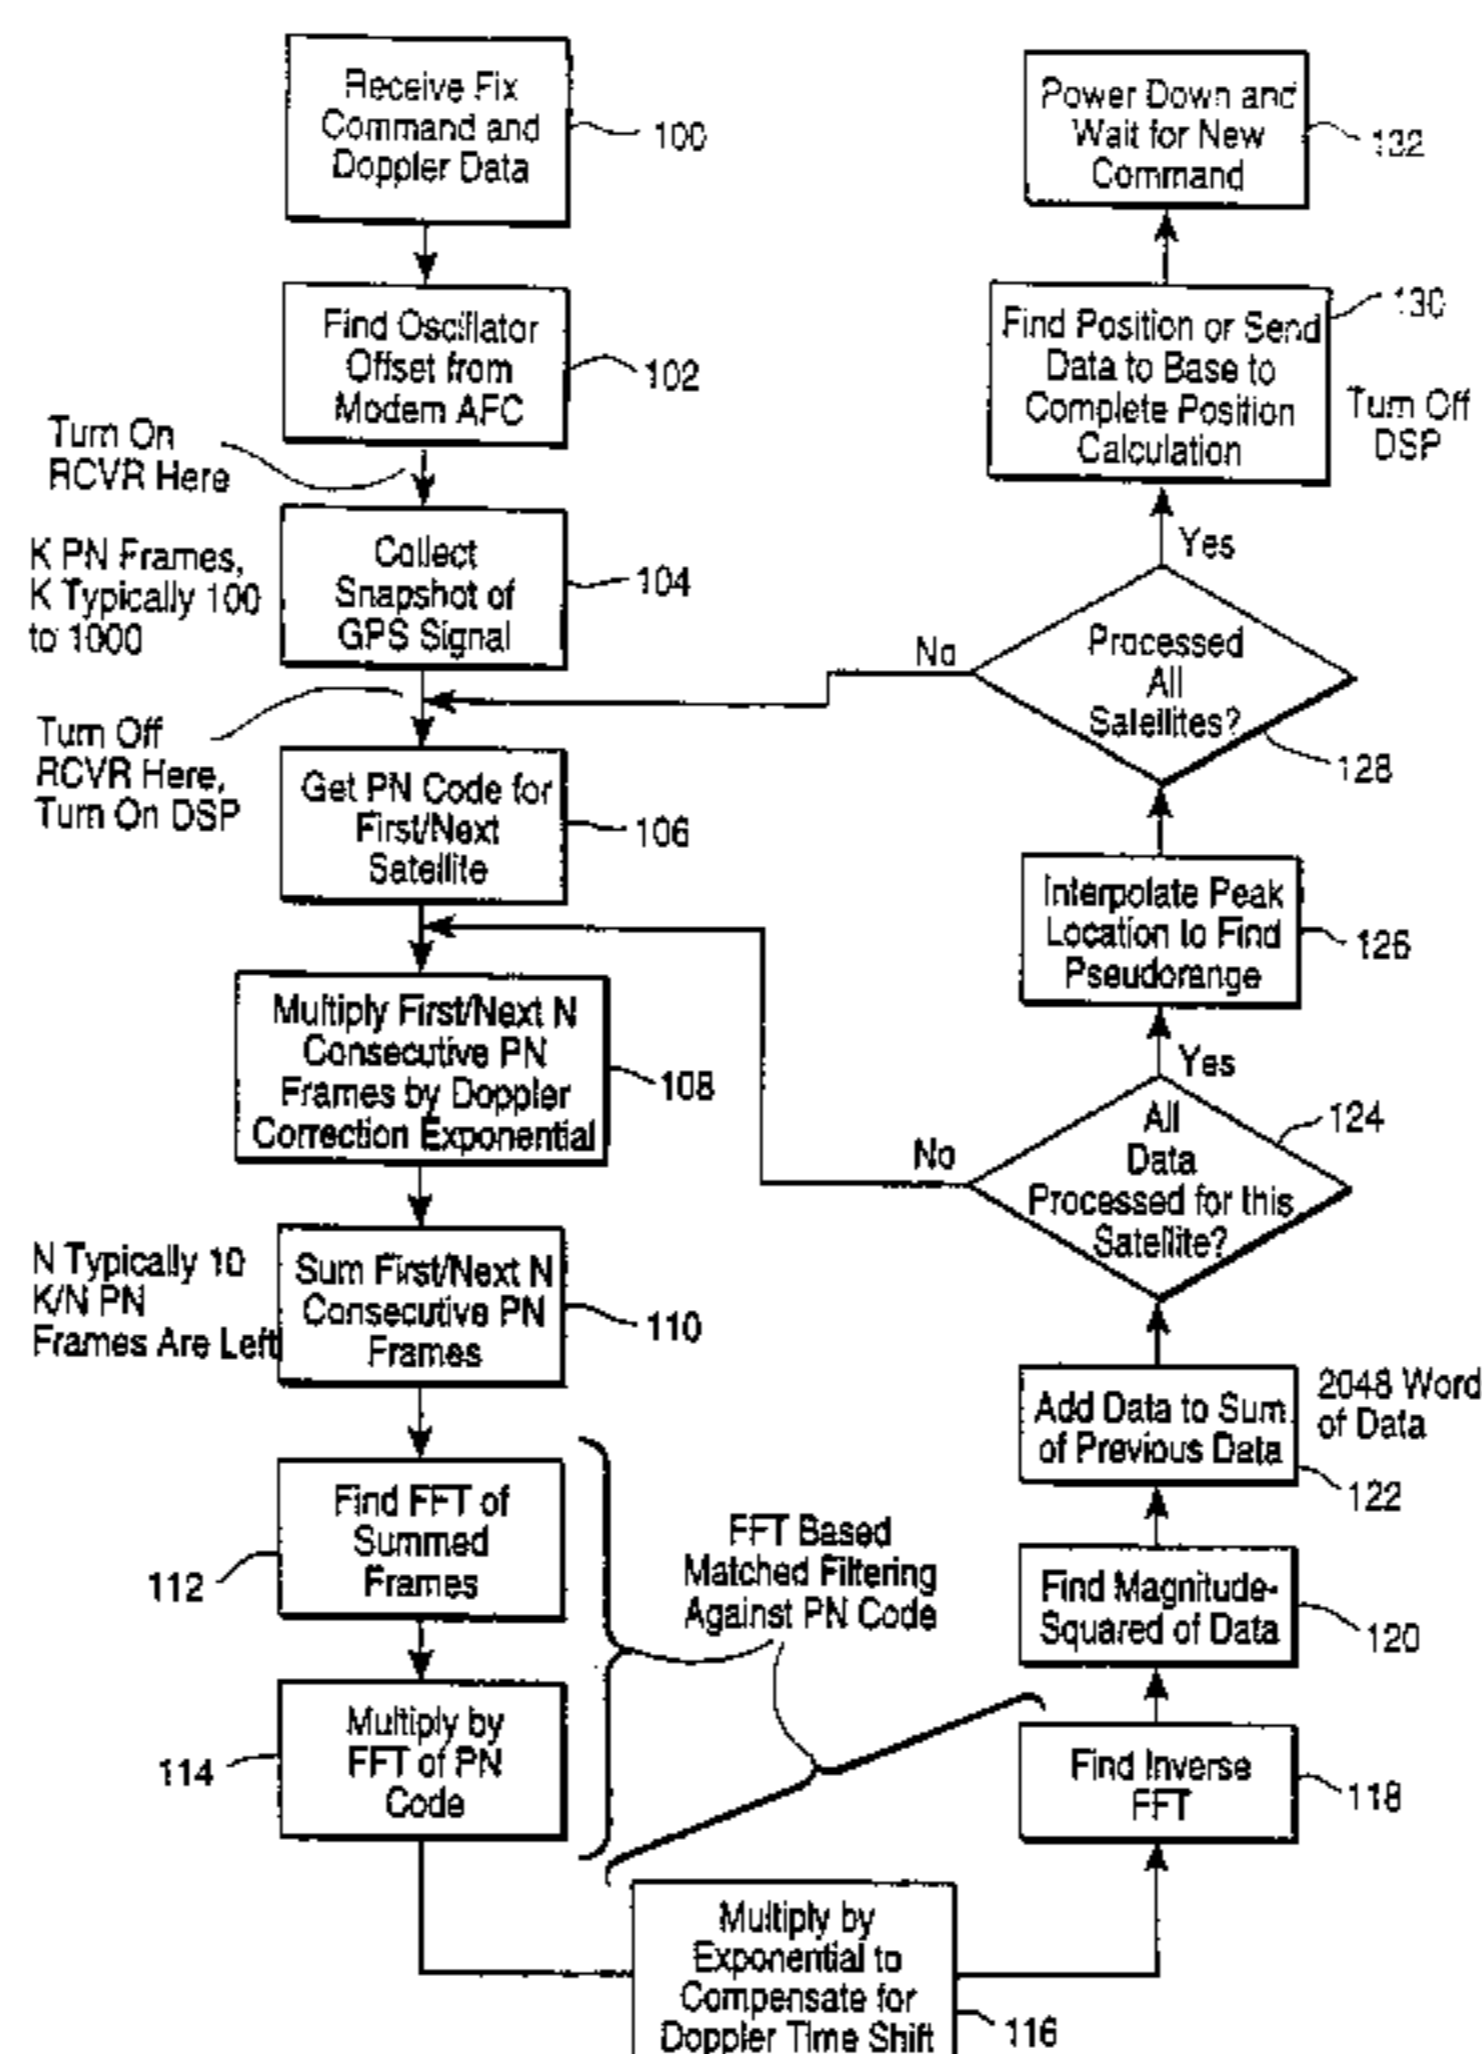 Receive Fix
Command and
Doppler Data
100
Find Oscillator
Offset from
Modem AFC
102
Turn On
RCVR Here
Collect
Snapshot of
GPS Signal
104
K PN Frames,
K Typically 100
to 1000
Turn Off
RCVR Here,
Turn On DSP
Get PN Code for
First/Next
Satellite
106
Multiply First/Next N
Consecutive PN
Frames by Doppler
Correction Exponential
108
N Typically 10
K/N PN
Frames Are Left
Sum First/Next N
Consecutive PN
Frames
110
Find FFT of
Summed
Frames
112
Multiply by
FFT of PN
Code
114
FFT Based
Matched Filtering
Against PN Code
Multiply by
Exponential to
Compensate for
Doppler Time Shift
116
Find Inverse
FFT
118
Find Magnitude-
Squared of Data
120
Add Data to Sum
of Previous Data
2048 Word
of Data
122
All
Data
Processed for this
Satellite?
124
No
Yes
Interpolate Peak
Location to Find
Pseudorange
126
Processed
All
Satellites?
128
No
Yes
Find Position or Send
Data to Base to
Complete Position
Calculation
130
Turn Off
DSP
Power Down and
Wait for New
Command
132